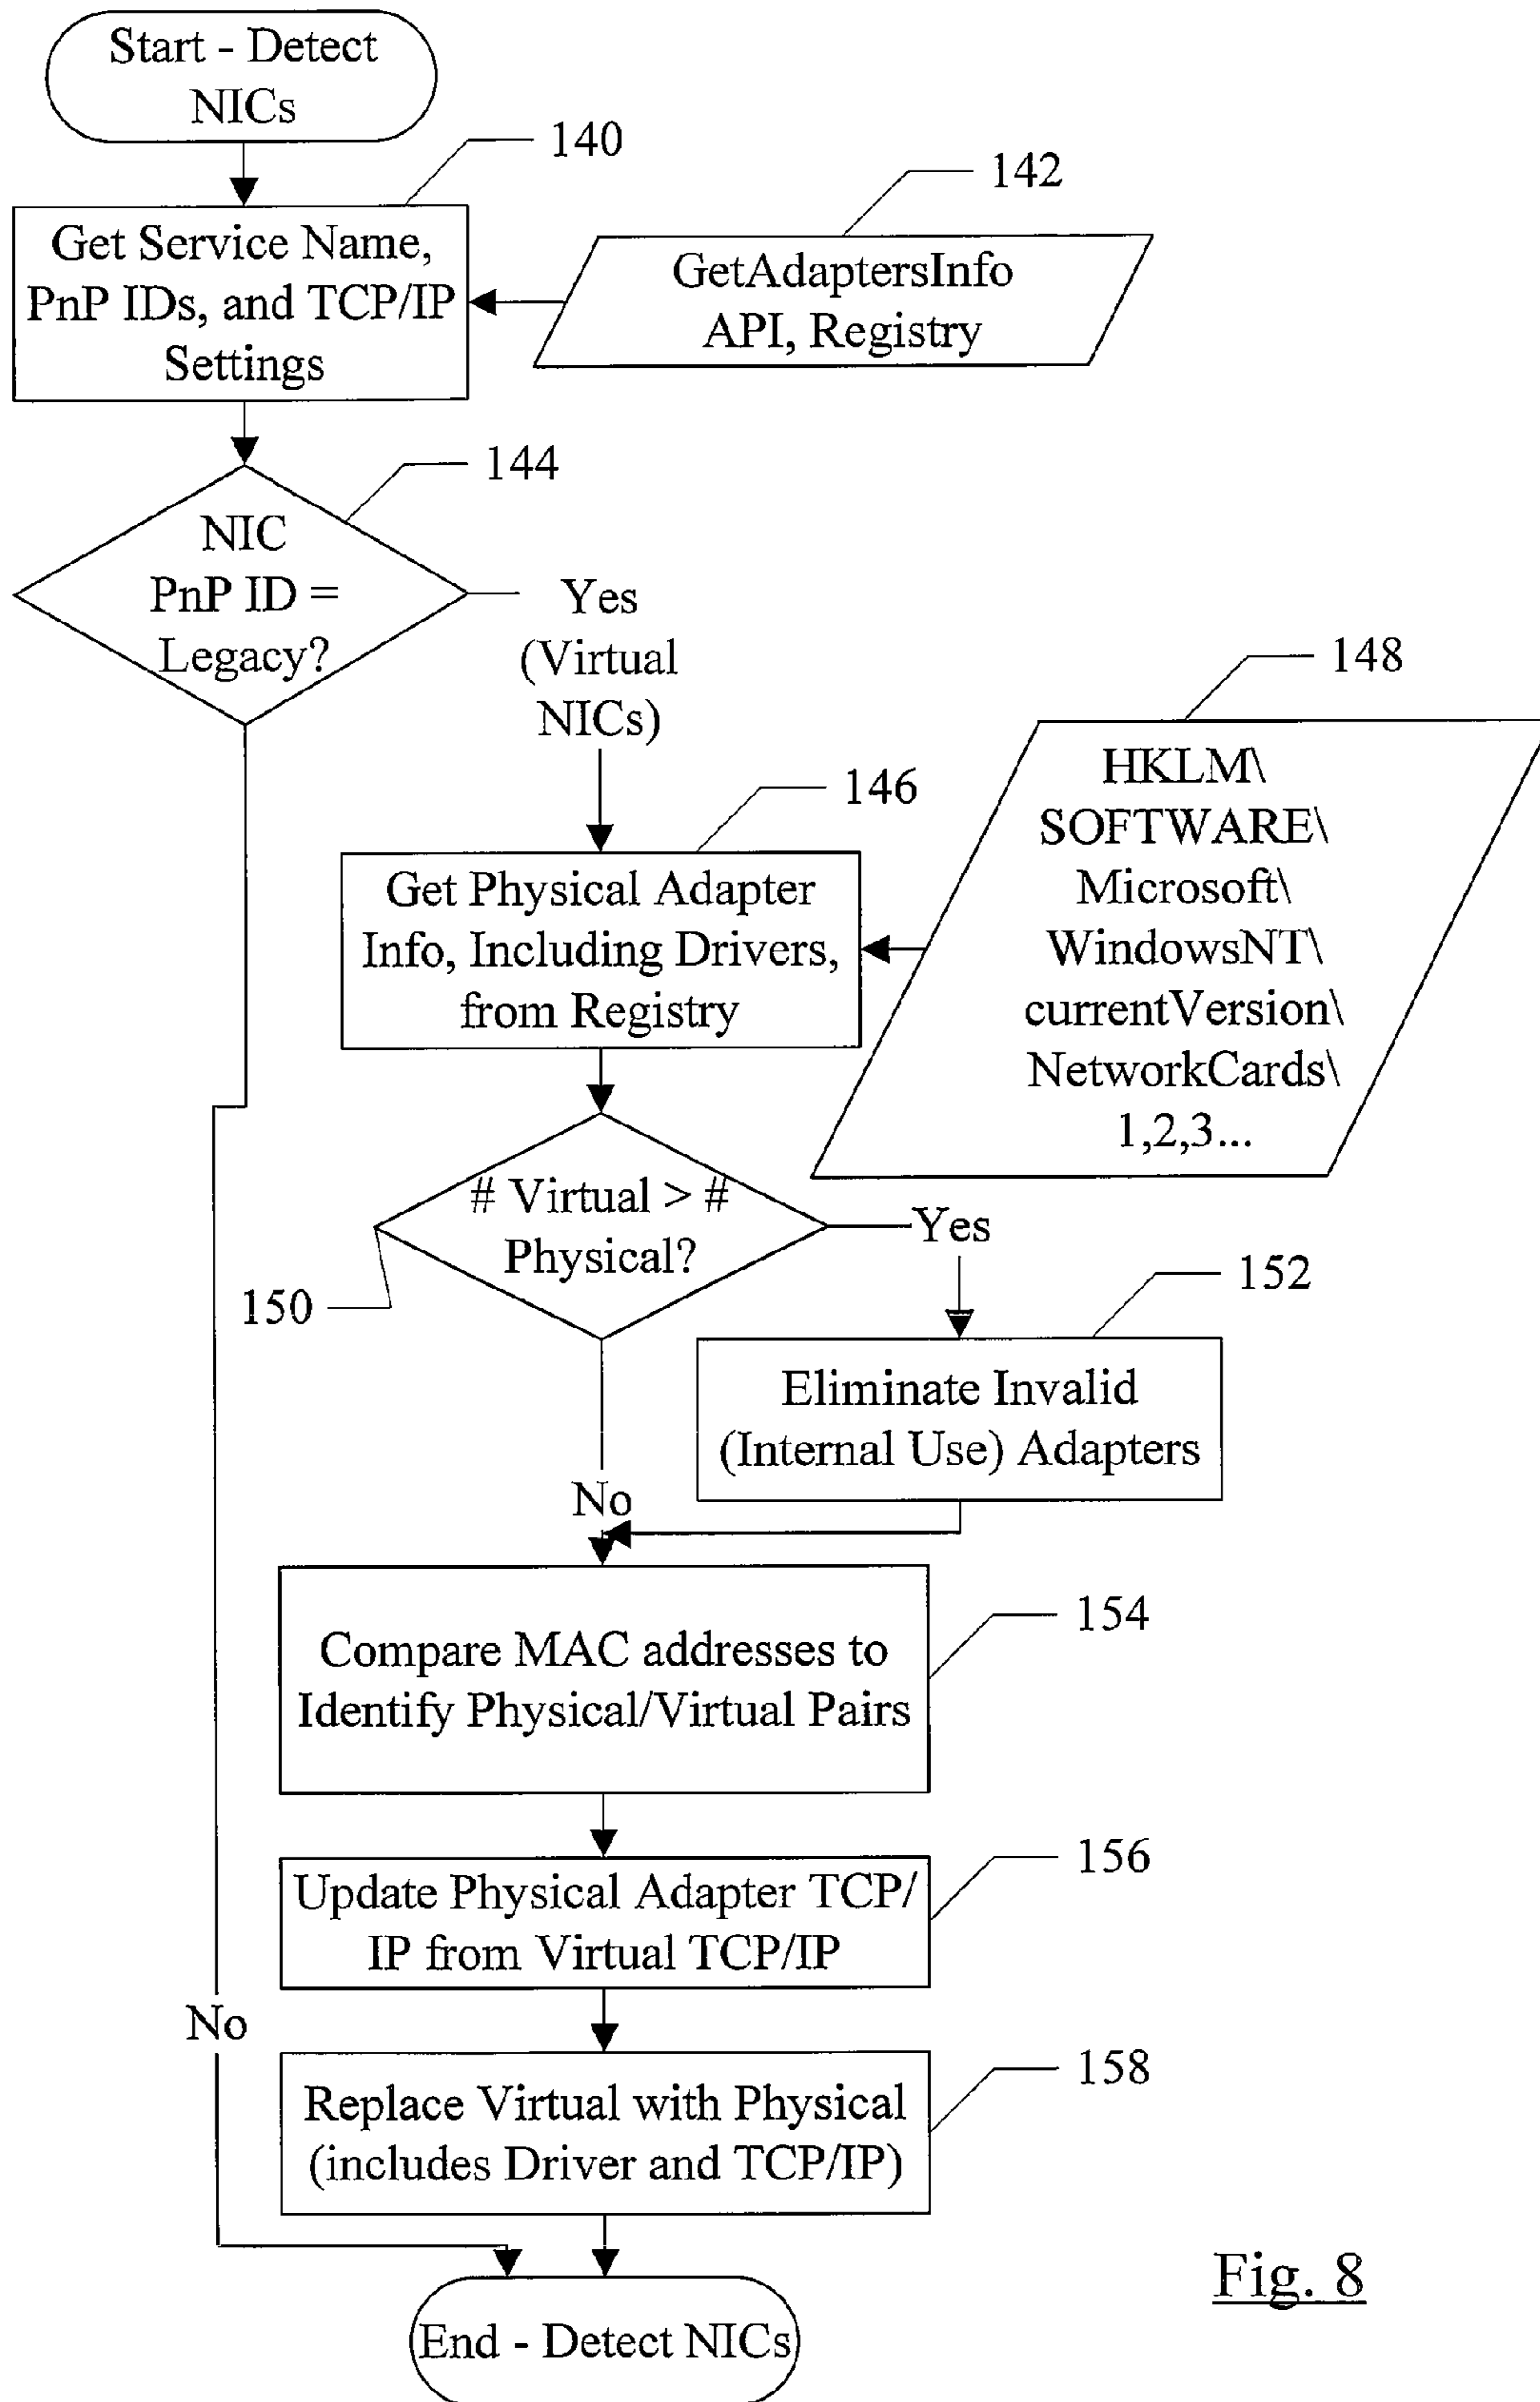 Start - Detect
NICs
140
142
Get Service Name,
PnP IDs, and TCP/IP
Settings
GetAdaptersInfo
API, Registry
144
NIC
PnP ID =
Legacy?
Yes
(Virtual
NICs)
148
HKLM\
SOFTWARE\
Microsoft\
WindowsNT\
currentVersion\
NetworkCards\
1,2,3...
146
Get Physical Adapter
Info, Including Drivers,
from Registry
# Virtual > #
Physical?
Yes
150
152
Eliminate Invalid
(Internal Use) Adapters
No
154
Compare MAC addresses to
Identify Physical/Virtual Pairs
156
Update Physical Adapter TCP/
IP from Virtual TCP/IP
No
158
Replace Virtual with Physical
(includes Driver and TCP/IP)
End - Detect NICs
Fig. 8